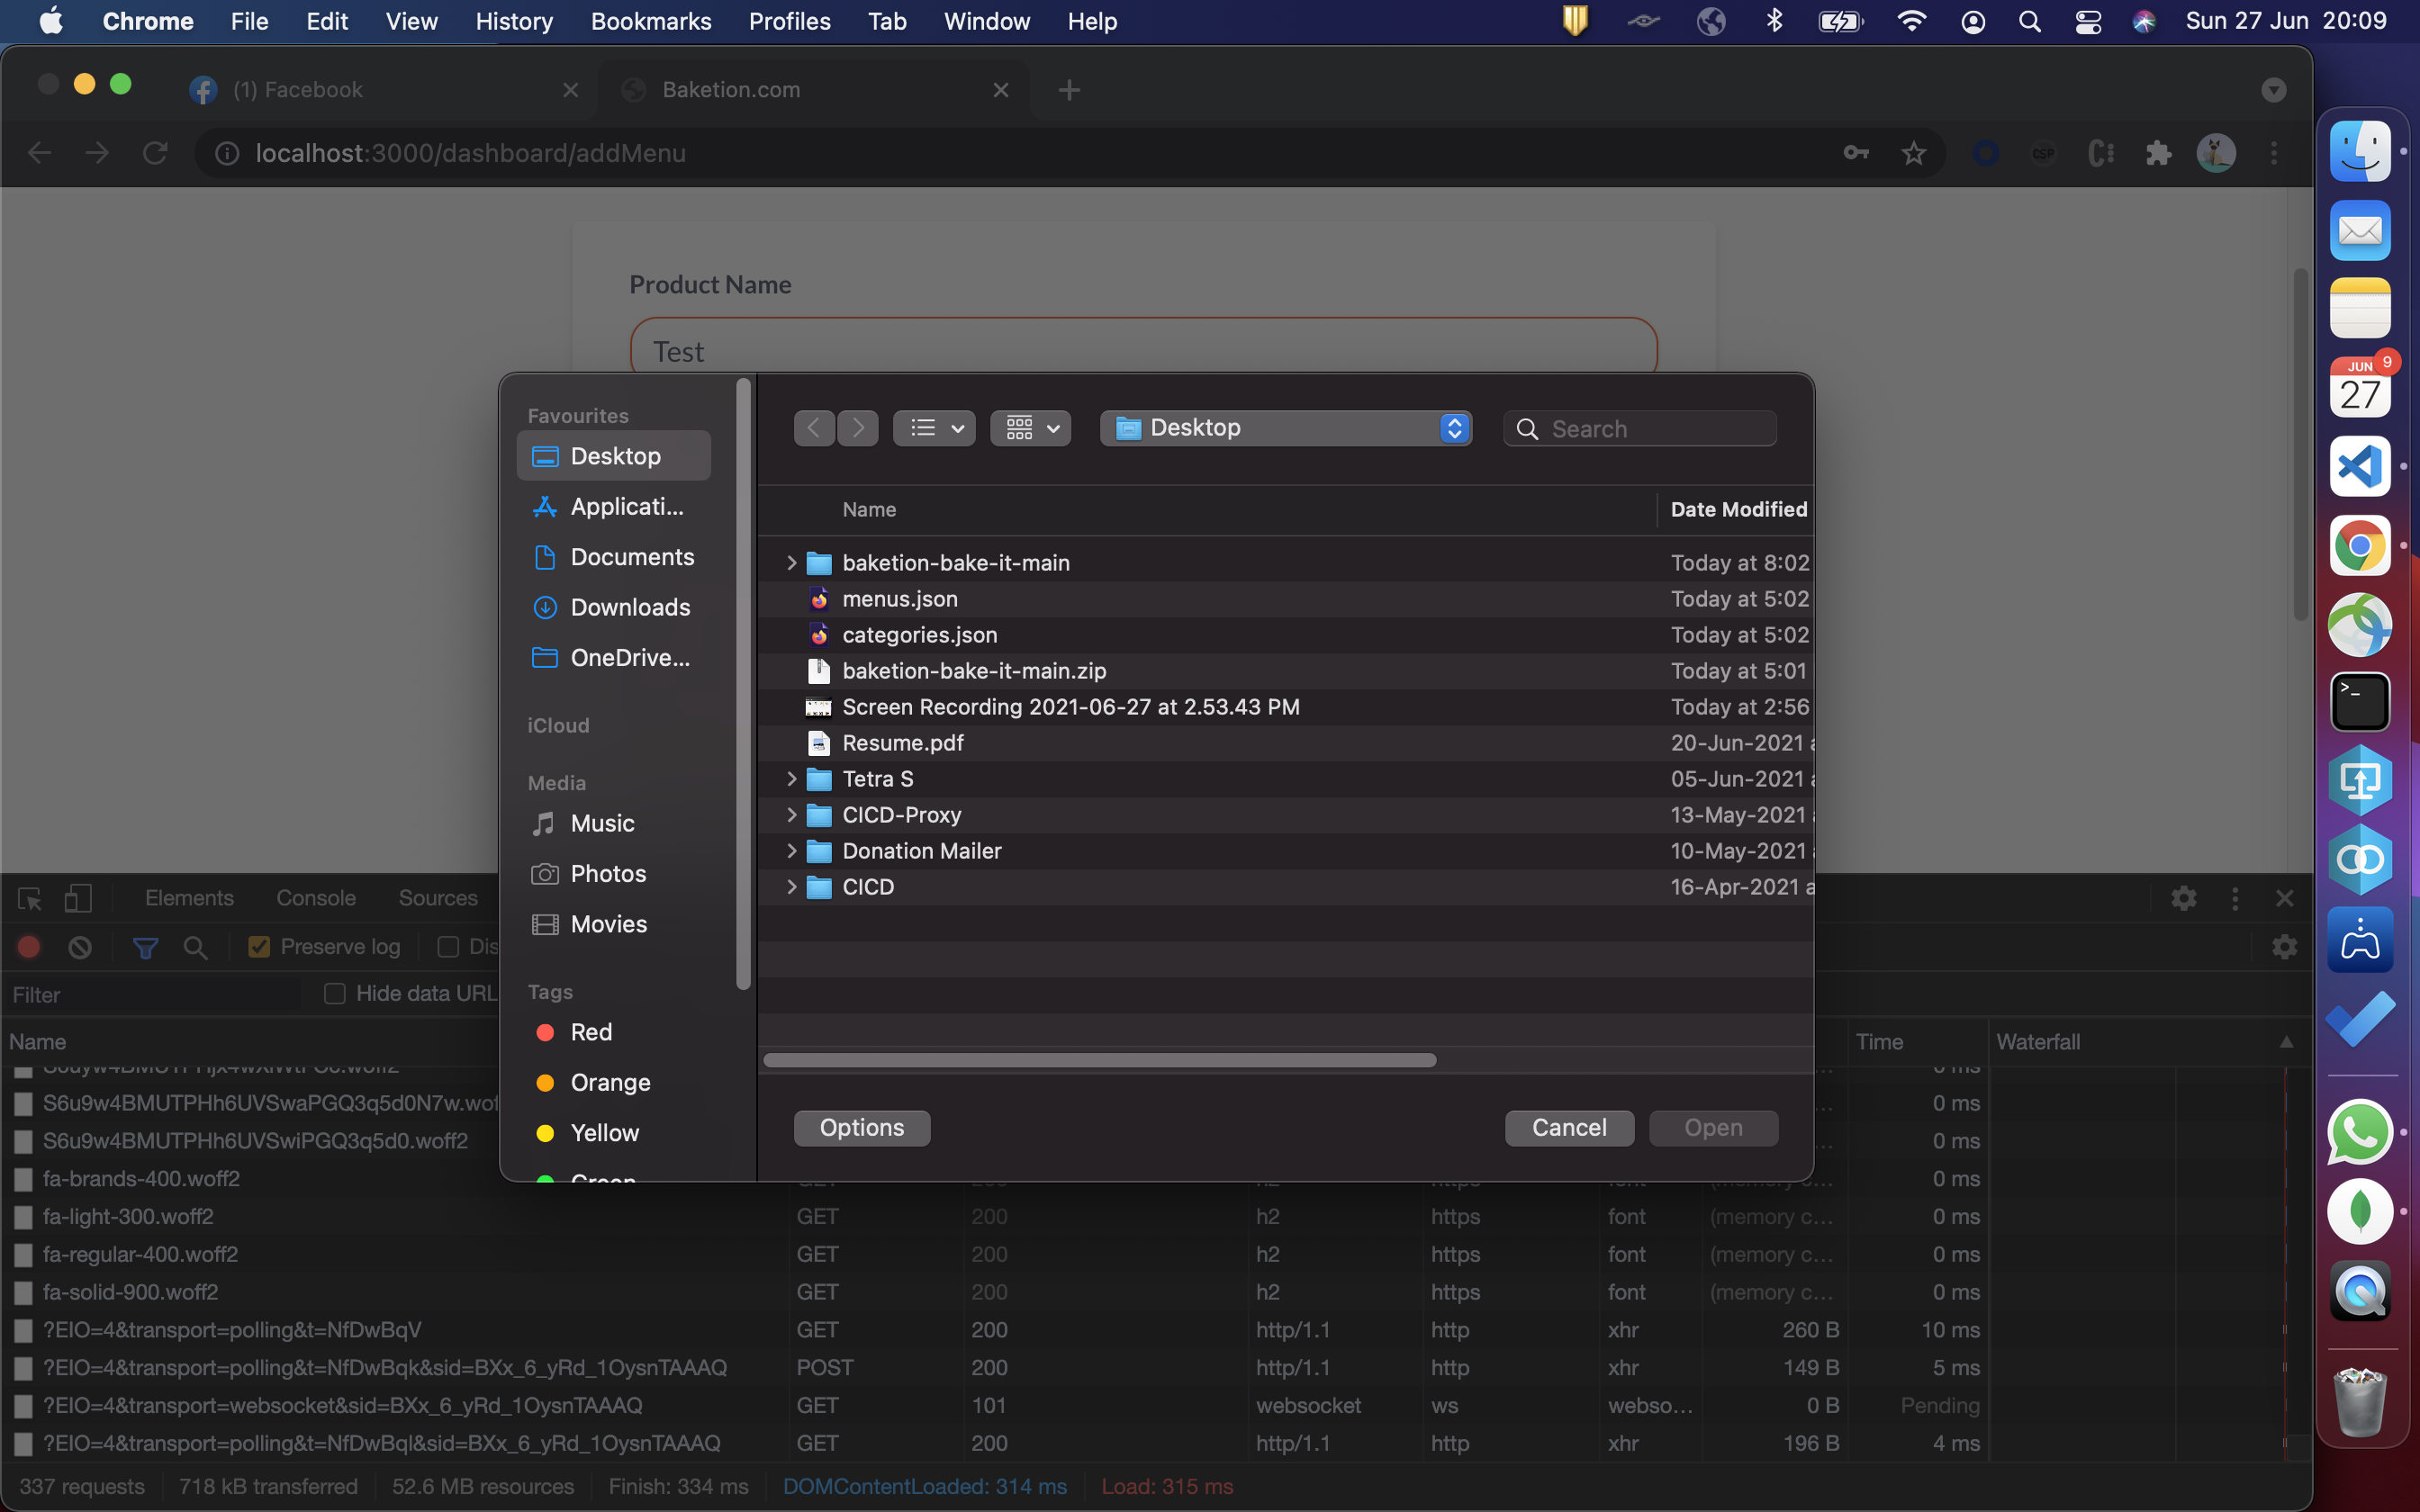 Chrome File Edit View History Bookmarks Profiles Tab Window Help Sun 27 Jun 20:09
(1) Facebook
Baketion.com
localhost:3000/dashboard/addMenu
CSP
Product Name
Test
Favourites
Desktop
Applicati...
Documents
Downloads
OneDrive...
iCloud
Media
Music
Photos
Movies
Tags
Red
Orange
Yellow
Green
Desktop
Search
Name Date Modified
baketion-bake-it-main Today at 8:02
menus.json Today at 5:02
categories.json Today at 5:02
baketion-bake-it-main.zip Today at 5:01
Screen Recording 2021-06-27 at 2.53.43 PM Today at 2:56
Resume.pdf 20-Jun-2021
Tetra S 05-Jun-2021
CICD-Proxy 13-May-2021
Donation Mailer 10-May-2021
CICD 16-Apr-2021 a
Options Cancel Open
JUN 9
27
Elements Console Sources
Preserve log Dis
Filter Hide data URL
Name Time Waterfall
0 ms
S6u9w4BMUTPHh6UVSwaPGQ3q5d0N7w.wof 0 ms
S6u9w4BMUTPHh6UVSwiPGQ3q5d0.woff2 0 ms
fa-brands-400.woff2 GET 200 h2 https font (memory c... 0 ms
fa-light-300.woff2 GET 200 h2 https font (memory c... 0 ms
fa-regular-400.woff2 GET 200 h2 https font (memory c... 0 ms
fa-solid-900.woff2 GET 200 h2 https font (memory c... 0 ms
?EIO=4&transport=polling&t=NfDwBqV GET 200 http/1.1 http xhr 260 B 10 ms
?EIO=4&transport=polling&t=NfDwBqk&sid=BXx_6_yRd_1OysnTAAAQ POST 200 http/1.1 http xhr 149 B 5 ms
?EIO=4&transport=websocket&sid=BXx_6_yRd_1OysnTAAAQ GET 101 websocket ws webso... 0 B Pending
?EIO=4&transport=polling&t=NfDwBql&sid=BXx_6_yRd_1OysnTAAAQ GET 200 http/1.1 http xhr 196 B 4 ms
337 requests 718 kB transferred 52.6 MB resources Finish: 334 ms DOMContentLoaded: 314 ms Load: 315 ms